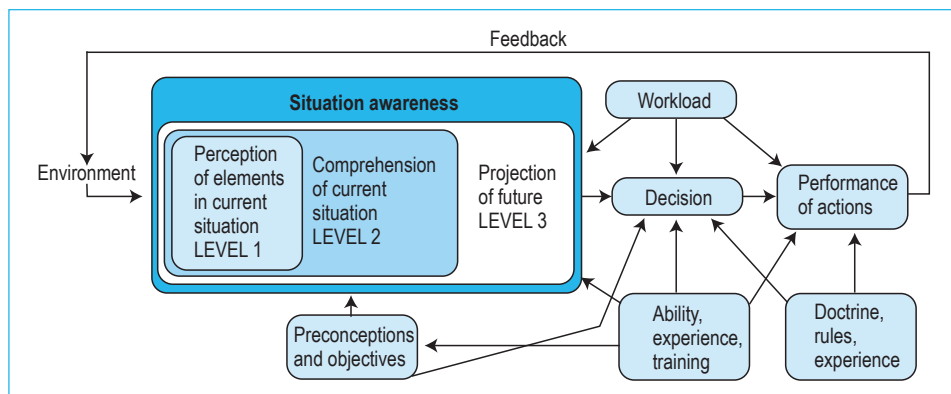 Feedback
Situation awareness
Workload
Environment
Perception
of elements
in current
situation
LEVEL 1
Comprehension
of current
situation
LEVEL 2
Projection
of future
LEVEL 3
Decision
Performance
of actions
Preconceptions
and objectives
Ability,
experience,
training
Doctrine,
rules,
experience